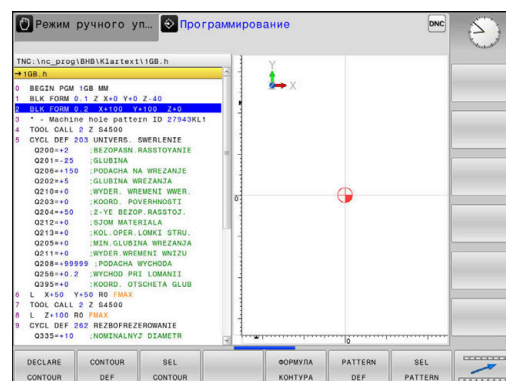 Режим ручного уп...
Программирование
DNC
TNC:\nc_prog\BHB\Klartext\1GB.h
→1GB.h
0 BEGIN PGM 1GB MM
1 BLK FORM 0.1 Z X+0 Y+0 Z-40
2 BLK FORM 0.2 X+100 Y+100 Z+0
3 * - Machine hole pattern ID 27943KL1
4 TOOL CALL 2 Z S4500
5 CYCL DEF 203 UNIVERS. SWERLENIE
Q200=+2 ;BEZOPASN.RASSTOYANIE
Q201=-25 ;GLUBINA
Q206=+150 ;PODACHA NA WREZANJE
Q202=+5 ;GLUBINA WREZANJA
Q210=+0 ;WYDER. WREMENI WWER.
Q203=+0 ;KOORD. POVERHNOSTI
Q204=+50 ;2-YE BEZOP.RASSTOJ.
Q212=+0 ;SJOM MATERIALA
Q213=+0 ;KOL.OPER.LOMKI STRU.
Q205=+0 ;MIN.GLUBINA WREZANJA
Q211=+0 ;WYDER.WREMENI WNIZU
Q208=+99999 ;PODACHA WYCHODA
Q256=+0.2 ;WYCHOD PRI LOMANII
Q395=+0 ;KOORD. OTSCHETA GLUB
6 L X+50 Y+50 R0 FMAX
7 TOOL CALL 2 Z S4500
8 L Z+100 R0 FMAX
9 CYCL DEF 262 REZBOFREZEROWANIE
Q335=+10 ;NOMINALNYJ DIAMETR
Y
X
0
0
DECLARE CONTOUR
CONTOUR DEF
SEL CONTOUR
ФОРМУЛА КОНТУРА
PATTERN DEF
SEL PATTERN